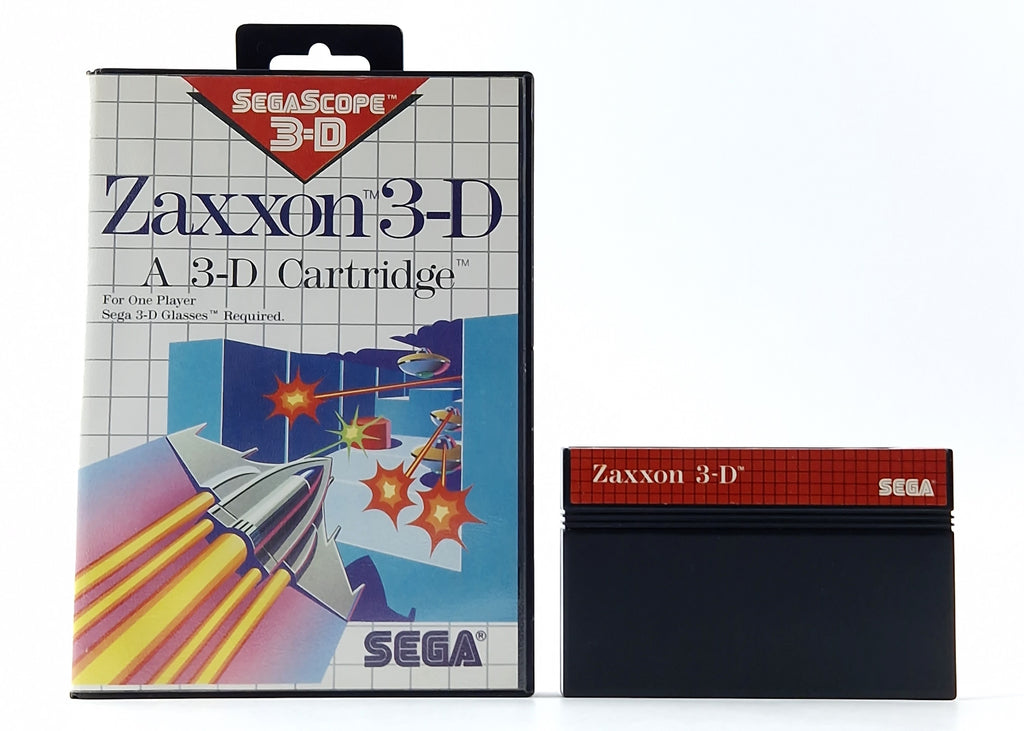 SEGASCOPE™
3-D
Zaxxon™ 3-D
A 3-D Cartridge™
For One Player
Sega 3-D Glasses™ Required.
SEGA®
Zaxxon 3-D™
SEGA